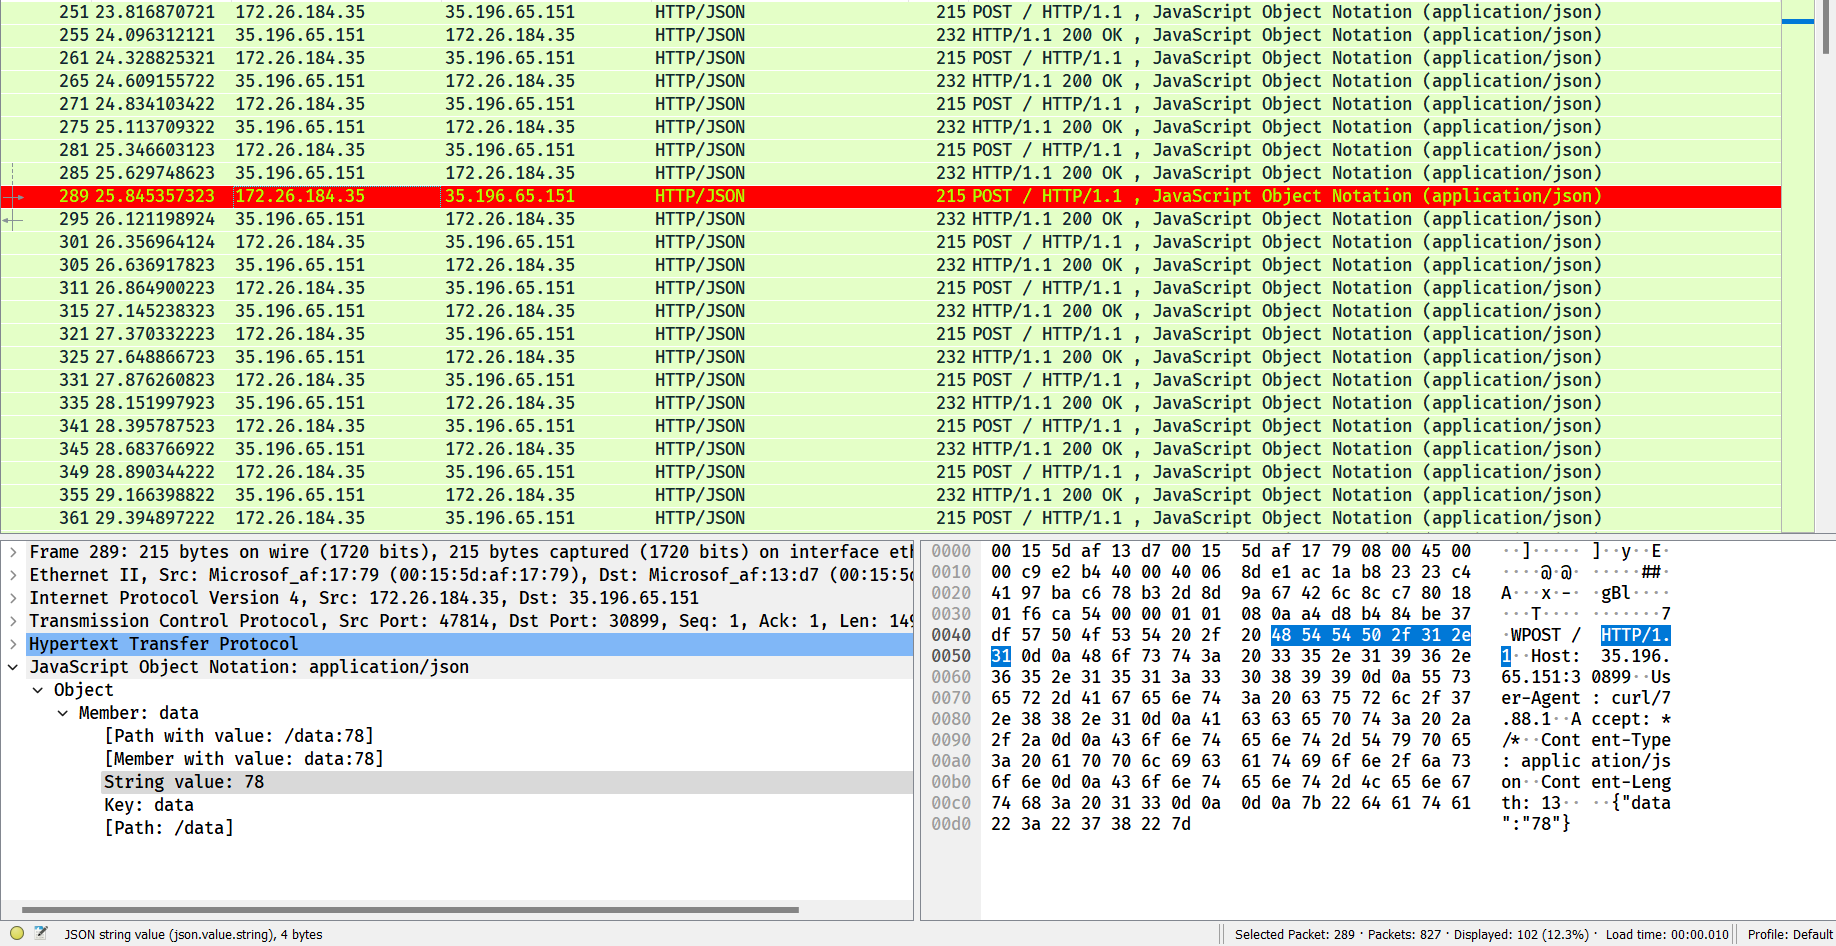 251 23.816870721 172.26.184.35 35.196.65.151 HTTP/JSON 215 POST / HTTP/1.1 , JavaScript Object Notation (application/json)
255 24.096312121 35.196.65.151 172.26.184.35 HTTP/JSON 232 HTTP/1.1 200 OK , JavaScript Object Notation (application/json)
261 24.328825321 172.26.184.35 35.196.65.151 HTTP/JSON 215 POST / HTTP/1.1 , JavaScript Object Notation (application/json)
265 24.609155722 35.196.65.151 172.26.184.35 HTTP/JSON 232 HTTP/1.1 200 OK , JavaScript Object Notation (application/json)
271 24.834103422 172.26.184.35 35.196.65.151 HTTP/JSON 215 POST / HTTP/1.1 , JavaScript Object Notation (application/json)
275 25.113709322 35.196.65.151 172.26.184.35 HTTP/JSON 232 HTTP/1.1 200 OK , JavaScript Object Notation (application/json)
281 25.346603123 172.26.184.35 35.196.65.151 HTTP/JSON 215 POST / HTTP/1.1 , JavaScript Object Notation (application/json)
285 25.629748623 35.196.65.151 172.26.184.35 HTTP/JSON 232 HTTP/1.1 200 OK , JavaScript Object Notation (application/json)
289 25.845357323 172.26.184.35 35.196.65.151 HTTP/JSON 215 POST / HTTP/1.1 , JavaScript Object Notation (application/json)
295 26.121198924 35.196.65.151 172.26.184.35 HTTP/JSON 232 HTTP/1.1 200 OK , JavaScript Object Notation (application/json)
301 26.356964124 172.26.184.35 35.196.65.151 HTTP/JSON 215 POST / HTTP/1.1 , JavaScript Object Notation (application/json)
305 26.636917823 35.196.65.151 172.26.184.35 HTTP/JSON 232 HTTP/1.1 200 OK , JavaScript Object Notation (application/json)
311 26.864900223 172.26.184.35 35.196.65.151 HTTP/JSON 215 POST / HTTP/1.1 , JavaScript Object Notation (application/json)
315 27.145238323 35.196.65.151 172.26.184.35 HTTP/JSON 232 HTTP/1.1 200 OK , JavaScript Object Notation (application/json)
321 27.370332223 172.26.184.35 35.196.65.151 HTTP/JSON 215 POST / HTTP/1.1 , JavaScript Object Notation (application/json)
325 27.648866723 35.196.65.151 172.26.184.35 HTTP/JSON 232 HTTP/1.1 200 OK , JavaScript Object Notation (application/json)
331 27.876260823 172.26.184.35 35.196.65.151 HTTP/JSON 215 POST / HTTP/1.1 , JavaScript Object Notation (application/json)
335 28.151997923 35.196.65.151 172.26.184.35 HTTP/JSON 232 HTTP/1.1 200 OK , JavaScript Object Notation (application/json)
341 28.395787523 172.26.184.35 35.196.65.151 HTTP/JSON 215 POST / HTTP/1.1 , JavaScript Object Notation (application/json)
345 28.683766922 35.196.65.151 172.26.184.35 HTTP/JSON 232 HTTP/1.1 200 OK , JavaScript Object Notation (application/json)
349 28.890344222 172.26.184.35 35.196.65.151 HTTP/JSON 215 POST / HTTP/1.1 , JavaScript Object Notation (application/json)
355 29.166398822 35.196.65.151 172.26.184.35 HTTP/JSON 232 HTTP/1.1 200 OK , JavaScript Object Notation (application/json)
361 29.394897222 172.26.184.35 35.196.65.151 HTTP/JSON 215 POST / HTTP/1.1 , JavaScript Object Notation (application/json)
Frame 289: 215 bytes on wire (1720 bits), 215 bytes captured (1720 bits) on interface eth
Ethernet II, Src: Microsof_af:17:79 (00:15:5d:af:17:79), Dst: Microsof_af:13:d7 (00:15:5d
Internet Protocol Version 4, Src: 172.26.184.35, Dst: 35.196.65.151
Transmission Control Protocol, Src Port: 47814, Dst Port: 30899, Seq: 1, Ack: 1, Len: 149
Hypertext Transfer Protocol
JavaScript Object Notation: application/json
Object
Member: data
[Path with value: /data:78]
[Member with value: data:78]
String value: 78
Key: data
[Path: /data]
0000 00 15 5d af 13 d7 00 15 5d af 17 79 08 00 45 00 ··]····· ]··y··E·
0010 00 c9 e2 b4 40 00 40 06 8d e1 ac 1a b8 23 23 c4 ····@·@· ·····##·
0020 41 97 ba c6 78 b3 2d 8d 9a 67 42 6c 8c c7 80 18 A···x·-· ·gBl····
0030 01 f6 ca 54 00 00 01 01 08 0a a4 d8 b4 84 be 37 ···T···· ·······7
0040 df 57 50 4f 53 54 20 2f 20 48 54 54 50 2f 31 2e ·WPOST / HTTP/1.
0050 31 0d 0a 48 6f 73 74 3a 20 33 35 2e 31 39 36 2e 1··Host: 35.196.
0060 36 35 2e 31 35 31 3a 33 30 38 39 39 0d 0a 55 73 65.151:3 0899··Us
0070 65 72 2d 41 67 65 6e 74 3a 20 63 75 72 6c 2f 37 er-Agent : curl/7
0080 2e 38 38 2e 31 0d 0a 41 63 63 65 70 74 3a 20 2a .88.1··A ccept: *
0090 2f 2a 0d 0a 43 6f 6e 74 65 6e 74 2d 54 79 70 65 /*··Cont ent-Type
00a0 3a 20 61 70 70 6c 69 63 61 74 69 6f 6e 2f 6a 73 : applic ation/js
00b0 6f 6e 0d 0a 43 6f 6e 74 65 6e 74 2d 4c 65 6e 67 on··Cont ent-Leng
00c0 74 68 3a 20 31 33 0d 0a 0d 0a 7b 22 64 61 74 61 th: 13·· ··{"data
00d0 22 3a 22 37 38 22 7d ":"78"}
JSON string value (json.value.string), 4 bytes
Selected Packet: 289 · Packets: 827 · Displayed: 102 (12.3%) · Load time: 00:00.010
Profile: Default